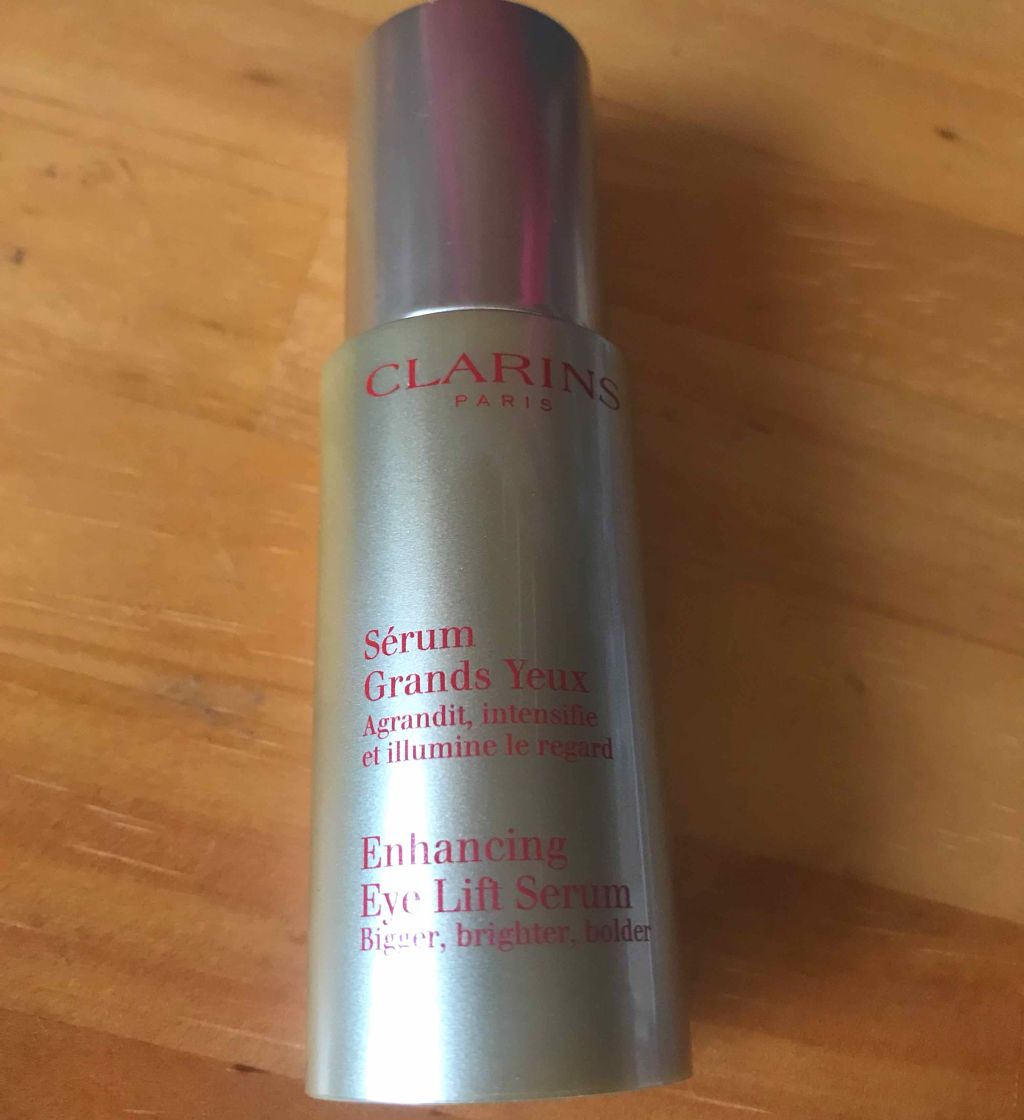 CLARINS
PARIS
Sérum
Grands Yeux
Agrandit, intensifie
et illumine le regard
Enhancing
Eye Lift Serum
Bigger, brighter, bolder